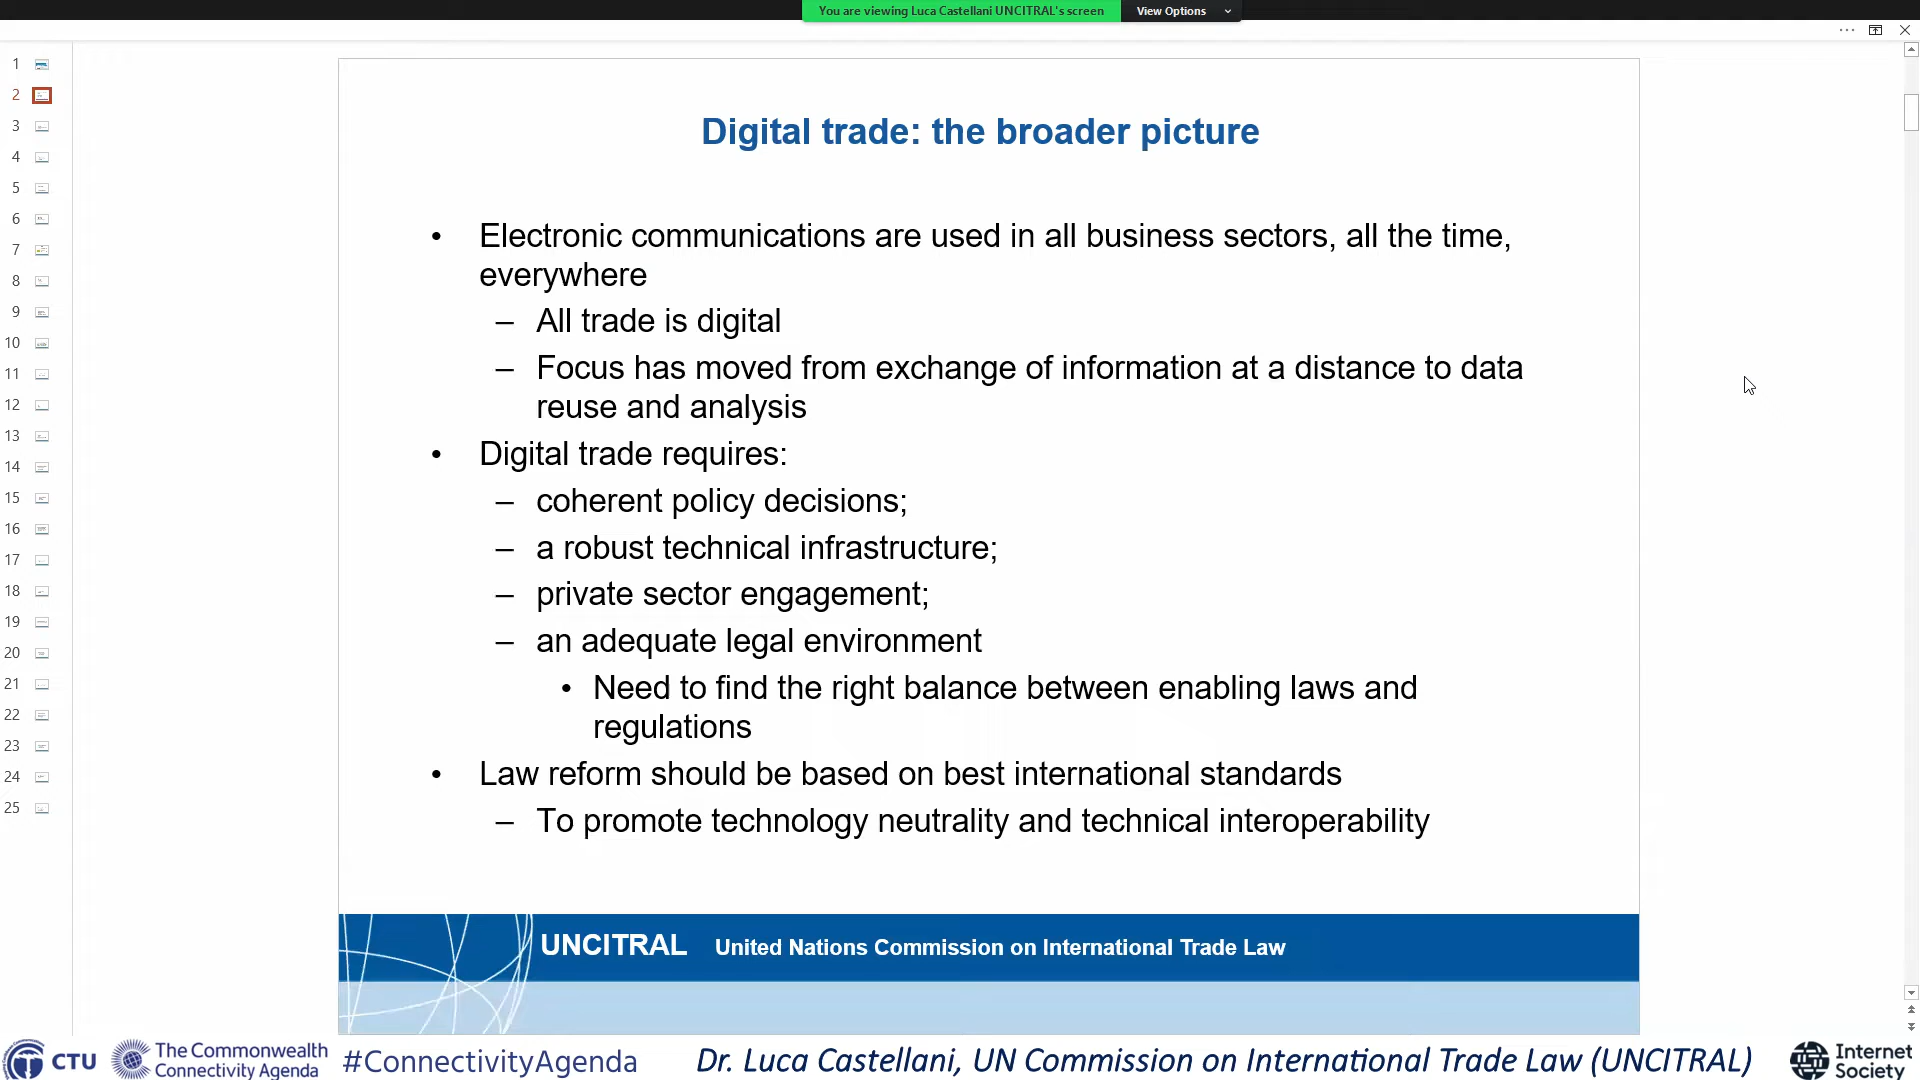 You are viewing Luca Castellani UNCITRAL's screen View Options
1
2
3
4
5
6
7
8
9
10
11
12
13
14
15
16
17
18
19
20
21
22
23
24
25
Digital trade: the broader picture
• Electronic communications are used in all business sectors, all the time,
everywhere
– All trade is digital
– Focus has moved from exchange of information at a distance to data
reuse and analysis
• Digital trade requires:
– coherent policy decisions;
– a robust technical infrastructure;
– private sector engagement;
– an adequate legal environment
• Need to find the right balance between enabling laws and
regulations
• Law reform should be based on best international standards
– To promote technology neutrality and technical interoperability
UNCITRAL United Nations Commission on International Trade Law
CTU
The Commonwealth
Connectivity Agenda
#ConnectivityAgenda
Dr. Luca Castellani, UN Commission on International Trade Law (UNCITRAL)
Internet
Society